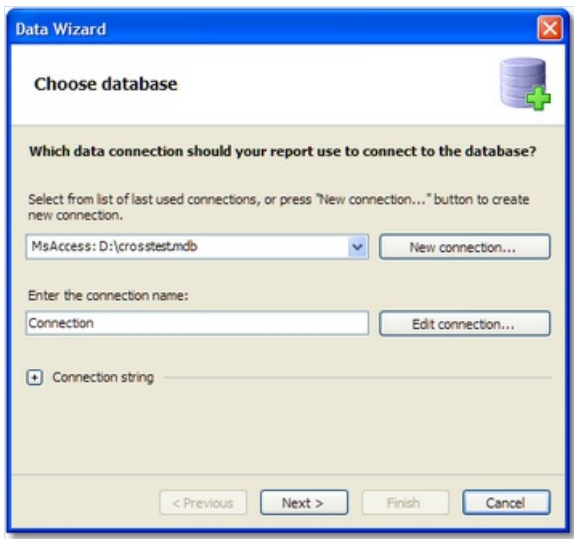 Data Wizard
Choose database
Which data connection should your report use to connect to the database?
Select from list of last used connections, or press "New connection..." button to create
new connection.
MsAccess: D:\crosstest.mdb
New connection...
Enter the connection name:
Connection
Edit connection...
Connection string
< Previous
Next >
Finish
Cancel